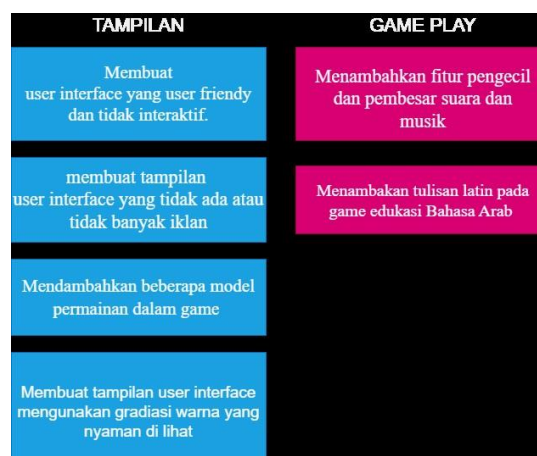 TAMPILAN
Membuat
user interface yang user friendy
dan tidak interaktif.
membuat tampilan
user interface yang tidak ada atau
tidak banyak iklan
Mendambahkan beberapa model
permainan dalam game
Membuat tampilan user interface
mengunakan gradiasi warna yang
nyaman di lihat
GAME PLAY
Menambahkan fitur pengecil
dan pembesar suara dan
musik
Menambakan tulisan latin pada
game edukasi Bahasa Arab